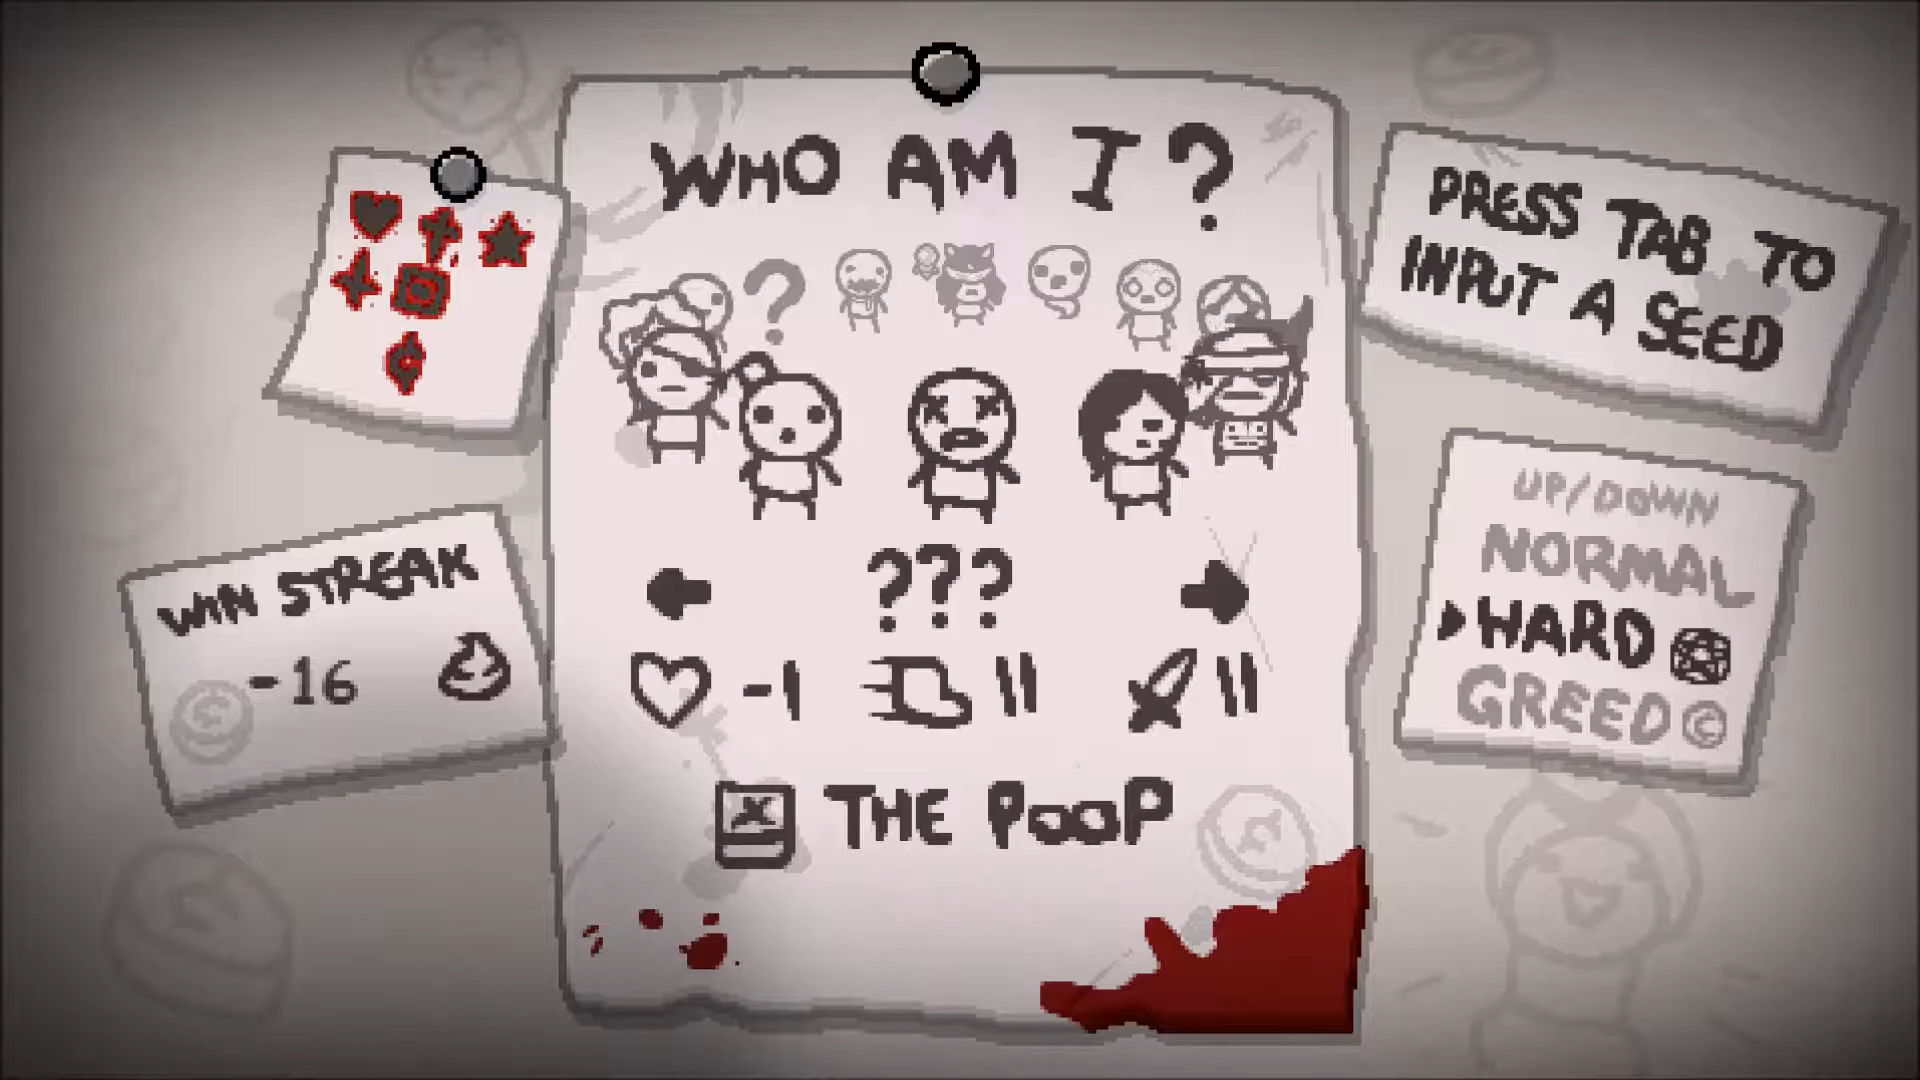 WHO AM I?
PRESS TAB TO
INPUT A SEED
WIN STREAK
-16
UP/DOWN
NORMAL
HARD
GREED
???
-1
THE POOP